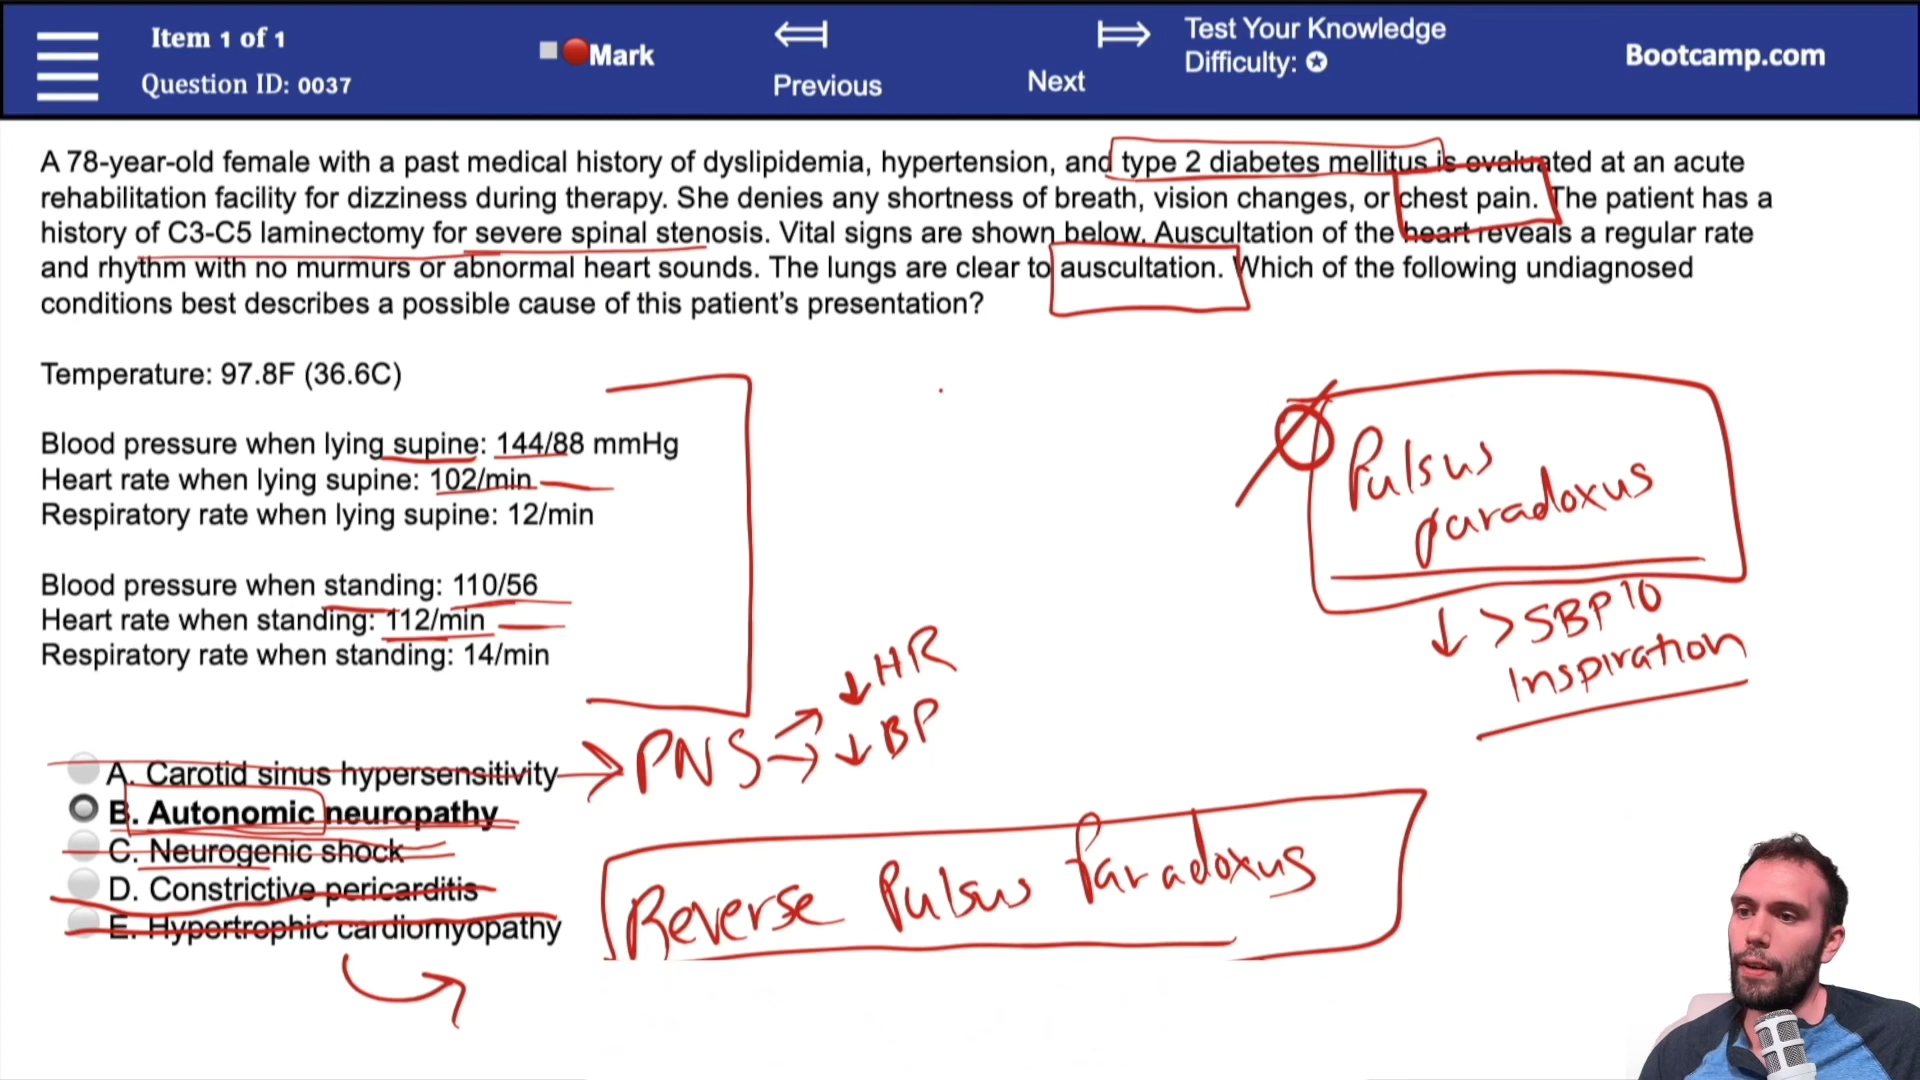 Item 1 of 1
Question ID: 0037
Mark
Previous
Next
Test Your Knowledge
Difficulty:
Bootcamp.com
A 78-year-old female with a past medical history of dyslipidemia, hypertension, and type 2 diabetes mellitus is evaluated at an acute
rehabilitation facility for dizziness during therapy. She denies any shortness of breath, vision changes, or chest pain. The patient has a
history of C3-C5 laminectomy for severe spinal stenosis. Vital signs are shown below. Auscultation of the heart reveals a regular rate
and rhythm with no murmurs or abnormal heart sounds. The lungs are clear to auscultation. Which of the following undiagnosed
conditions best describes a possible cause of this patient's presentation?
Temperature: 97.8F (36.6C)
Blood pressure when lying supine: 144/88 mmHg
Heart rate when lying supine: 102/min
Respiratory rate when lying supine: 12/min
Blood pressure when standing: 110/56
Heart rate when standing: 112/min
Respiratory rate when standing: 14/min
Pulsus
paradoxus
↓ > SBP 10
Inspiration
A. Carotid sinus hypersensitivity
B. Autonomic neuropathy
C. Neurogenic shock
D. Constrictive pericarditis
E. Hypertrophic cardiomyopathy
→ PNS → ↓ HR
→ ↓ BP
Reverse Pulsus Paradoxus